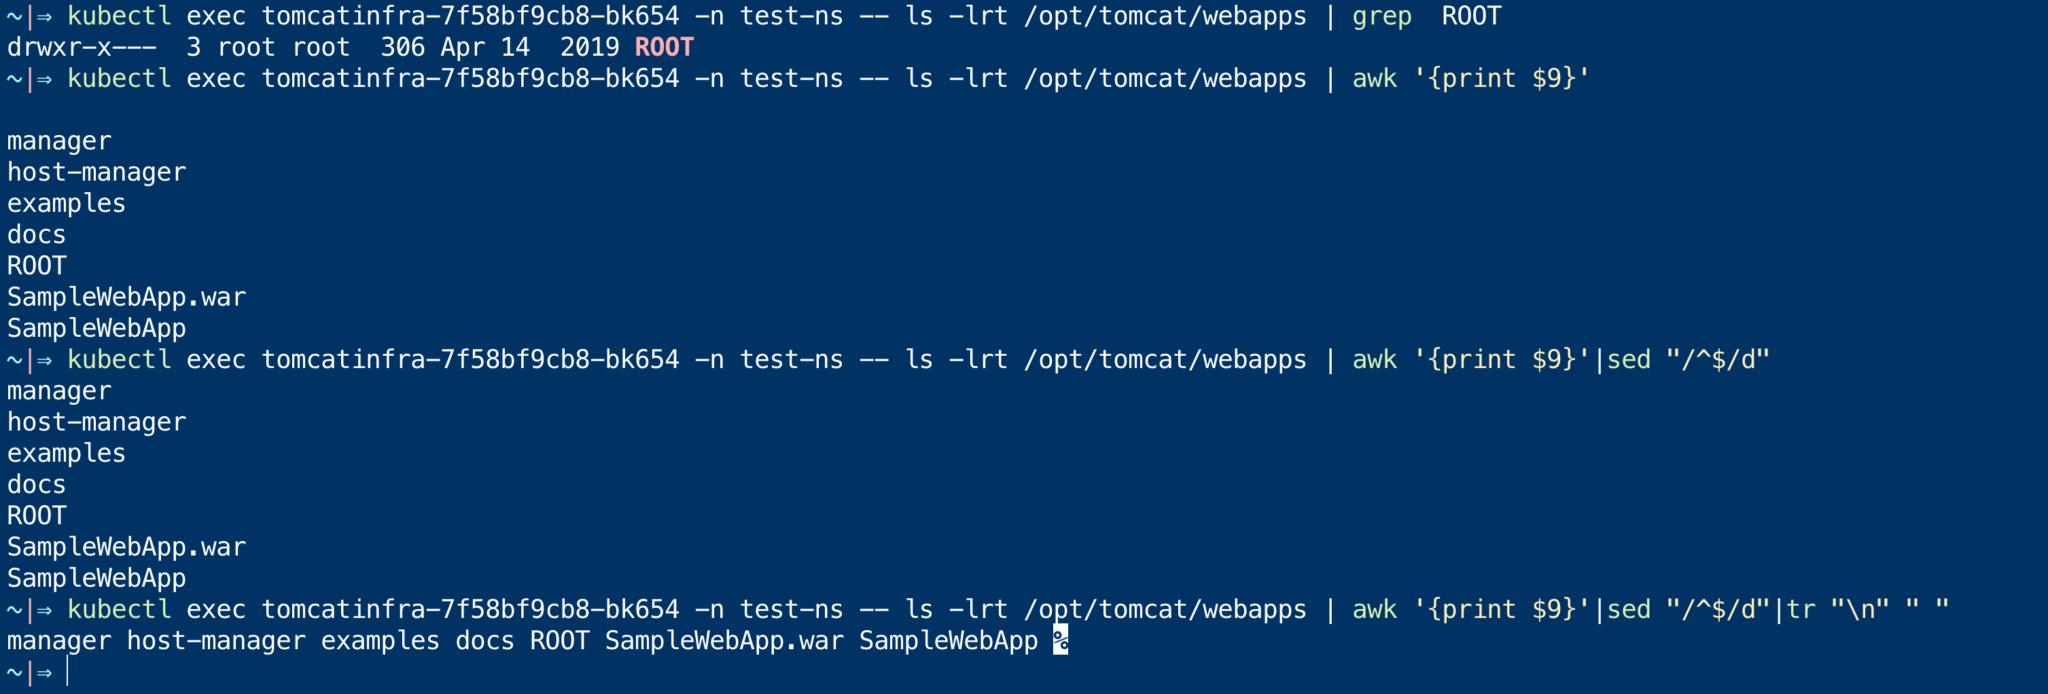 ~|⇒ kubectl exec tomcatinfra-7f58bf9cb8-bk654 -n test-ns -- ls -lrt /opt/tomcat/webapps | grep  ROOT
drwxr-x---  3 root root  306 Apr 14  2019 ROOT
~|⇒ kubectl exec tomcatinfra-7f58bf9cb8-bk654 -n test-ns -- ls -lrt /opt/tomcat/webapps | awk '{print $9}'
manager
host-manager
examples
docs
ROOT
SampleWebApp.war
SampleWebApp
~|⇒ kubectl exec tomcatinfra-7f58bf9cb8-bk654 -n test-ns -- ls -lrt /opt/tomcat/webapps | awk '{print $9}'|sed "/^$/d"
manager
host-manager
examples
docs
ROOT
SampleWebApp.war
SampleWebApp
~|⇒ kubectl exec tomcatinfra-7f58bf9cb8-bk654 -n test-ns -- ls -lrt /opt/tomcat/webapps | awk '{print $9}'|sed "/^$/d"|tr "\n" " "
manager host-manager examples docs ROOT SampleWebApp.war SampleWebApp %
~|⇒